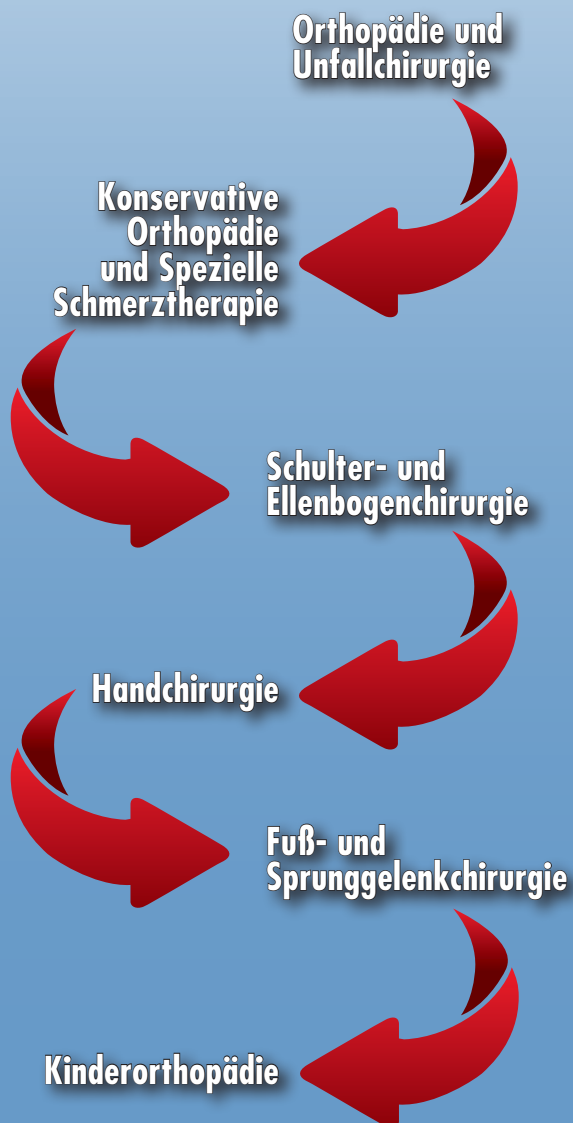 Orthopädie und
Unfallchirurgie
Konservative
Orthopädie
und Spezielle
Schmerztherapie
Schulter- und
Ellenbogenchirurgie
Handchirurgie
Fuß- und
Sprunggelenkchirurgie
Kinderorthopädie